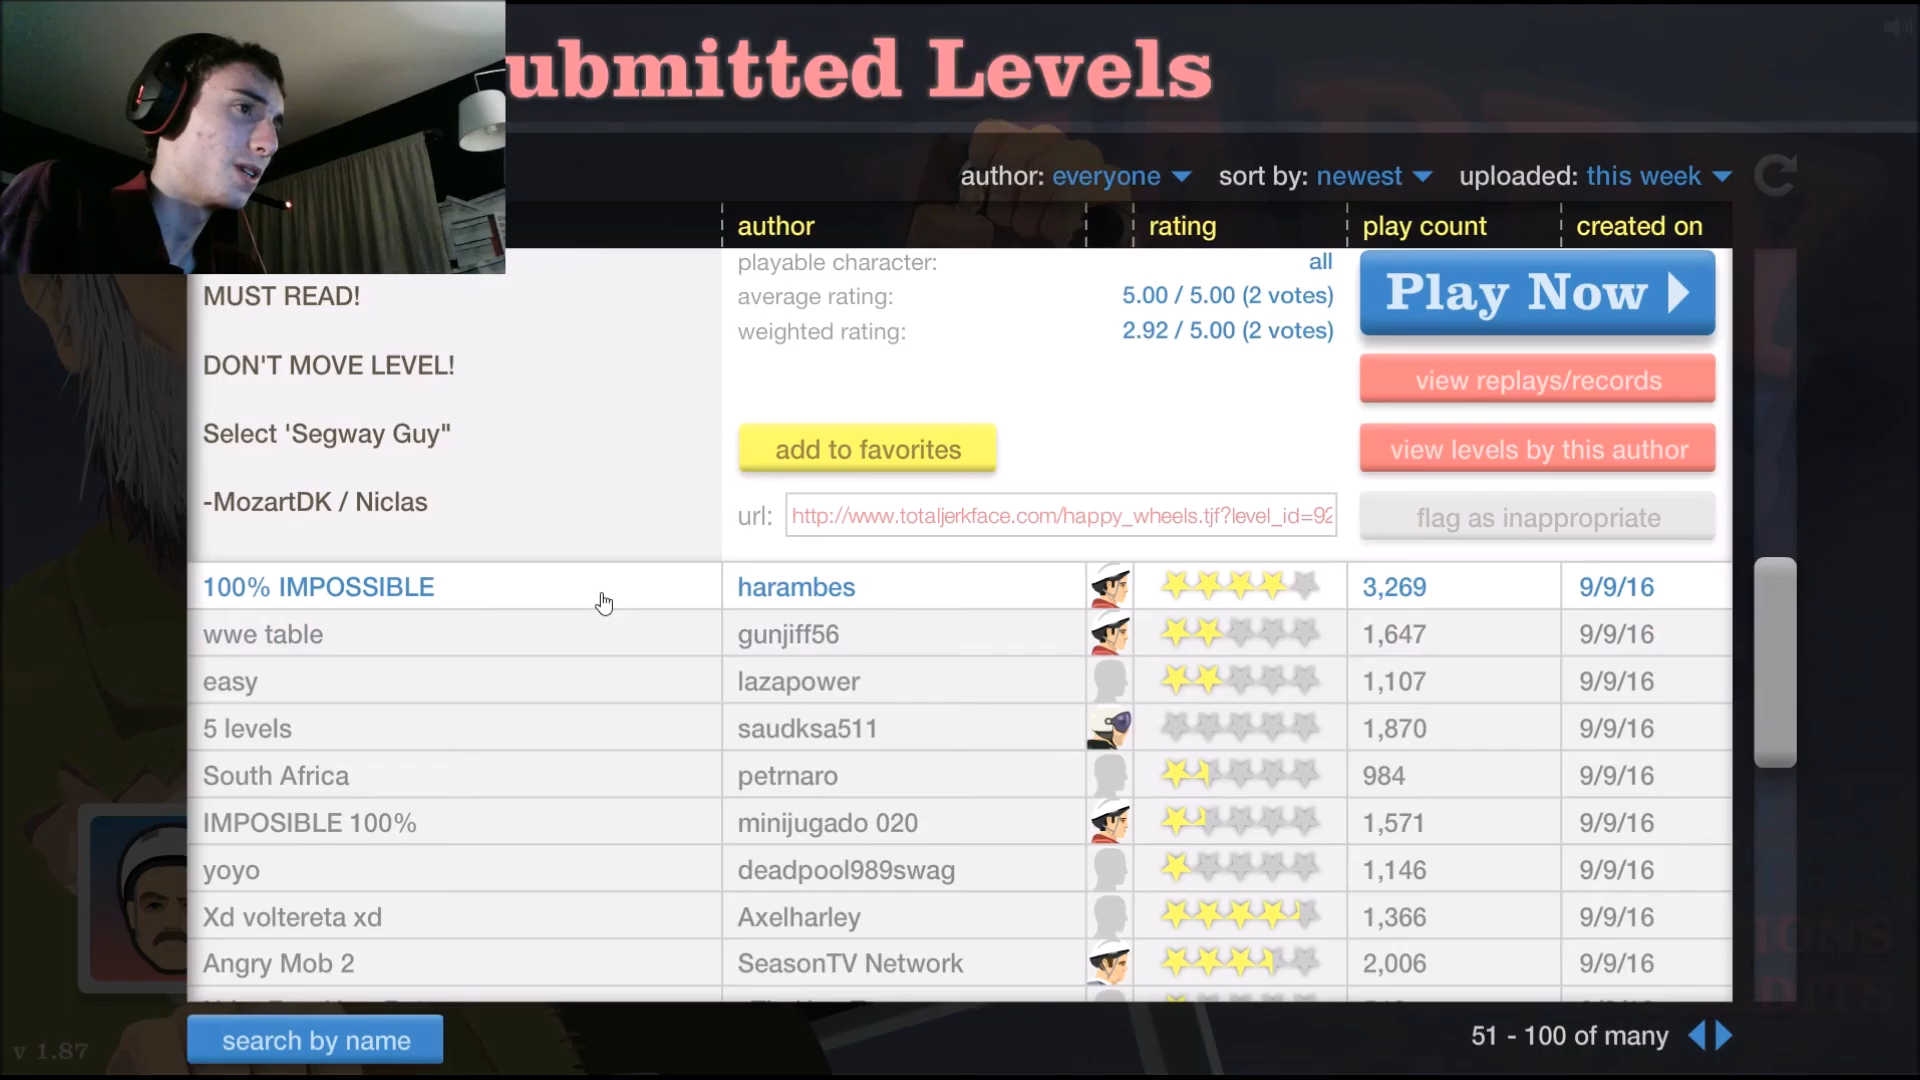 ubmitted Levels
author: everyone sort by: newest uploaded: this week
author rating play count created on
MUST READ!
DON'T MOVE LEVEL!
Select 'Segway Guy"
-MozartDK / Niclas
playable character: all
average rating: 5.00 / 5.00 (2 votes)
weighted rating: 2.92 / 5.00 (2 votes)
add to favorites
url: http://www.totaljerkface.com/happy_wheels.tjf?level_id=92
Play Now
view replays/records
view levels by this author
flag as inappropriate
100% IMPOSSIBLE harambes 3,269 9/9/16
wwe table gunjiff56 1,647 9/9/16
easy lazapower 1,107 9/9/16
5 levels saudksa511 1,870 9/9/16
South Africa petrnaro 984 9/9/16
IMPOSIBLE 100% minijugado 020 1,571 9/9/16
yoyo deadpool989swag 1,146 9/9/16
Xd voltereta xd Axelharley 1,366 9/9/16
Angry Mob 2 SeasonTV Network 2,006 9/9/16
search by name
51 - 100 of many
v 1.87